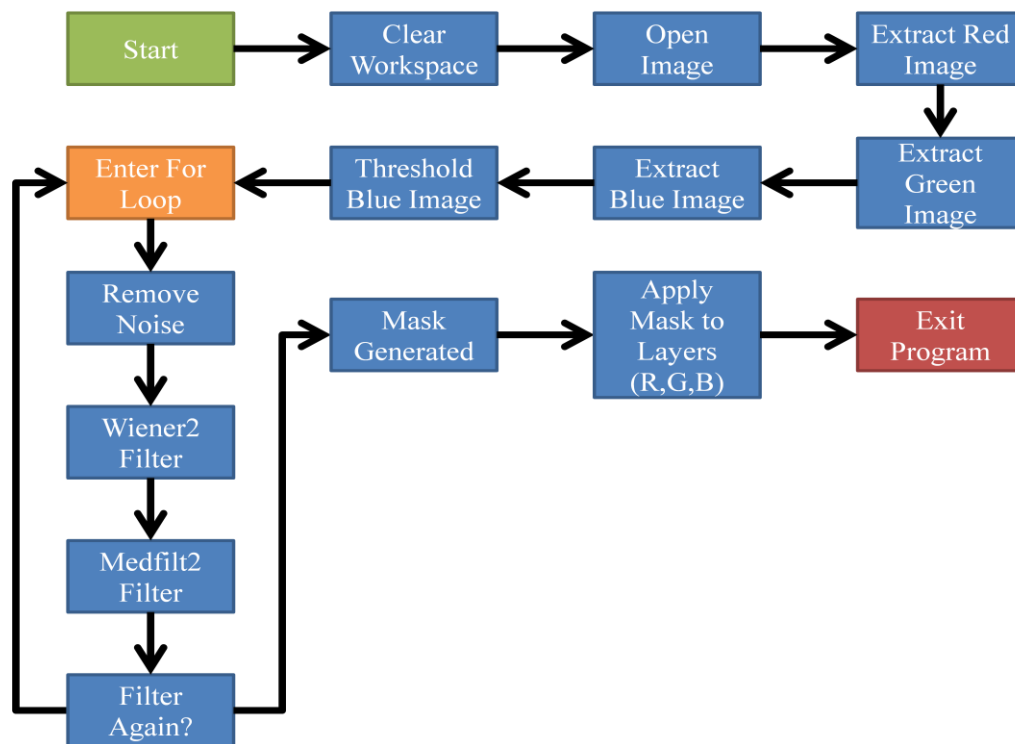 Start
Clear
Workspace
Open
Image
Extract Red
Image
Enter For
Loop
Threshold
Blue Image
Extract
Blue Image
Extract
Green
Image
Remove
Noise
Mask
Generated
Apply
Mask to
Layers
(R,G,B)
Exit
Program
Wiener2
Filter
Medfilt2
Filter
Filter
Again?